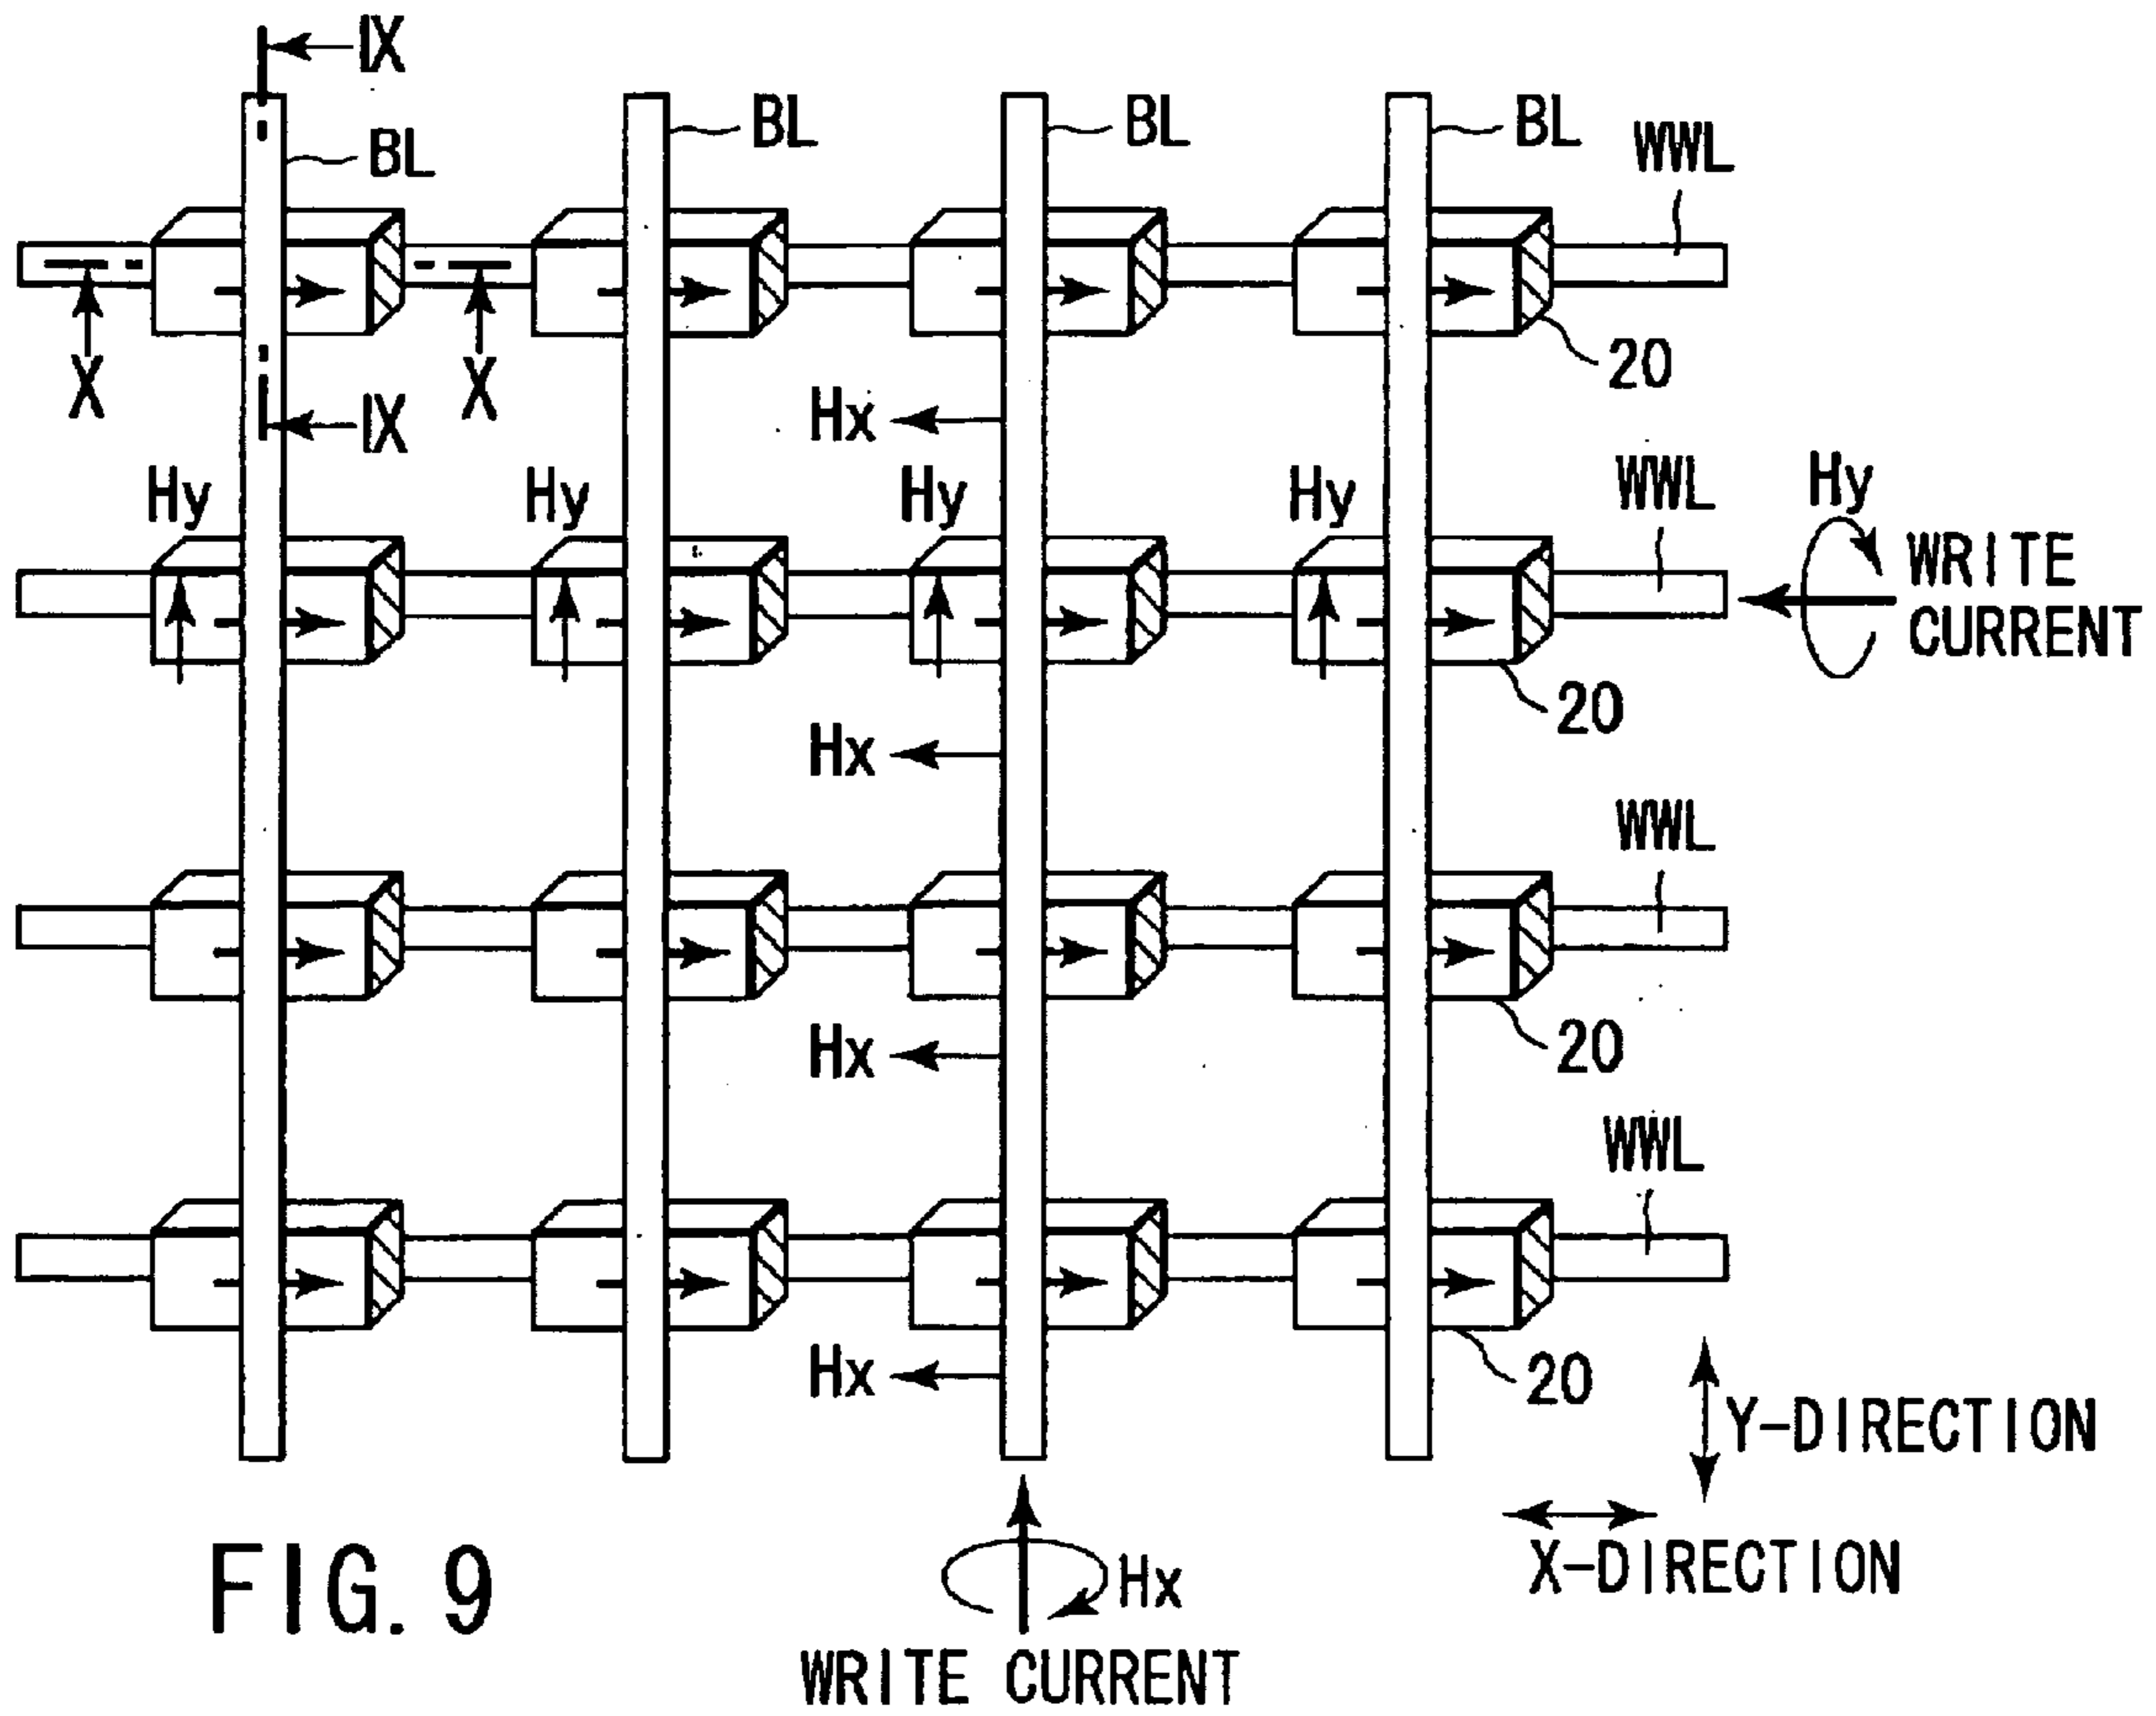 IX
BL
BL
BL
BL
WWL
X
X
20
IX
Hx
Hy
Hy
Hy
Hy
WWL
Hy
WRITE
CURRENT
20
Hx
WWL
20
Hx
WWL
20
Hx
Y-DIRECTION
X-DIRECTION
Hx
WRITE CURRENT
FIG. 9